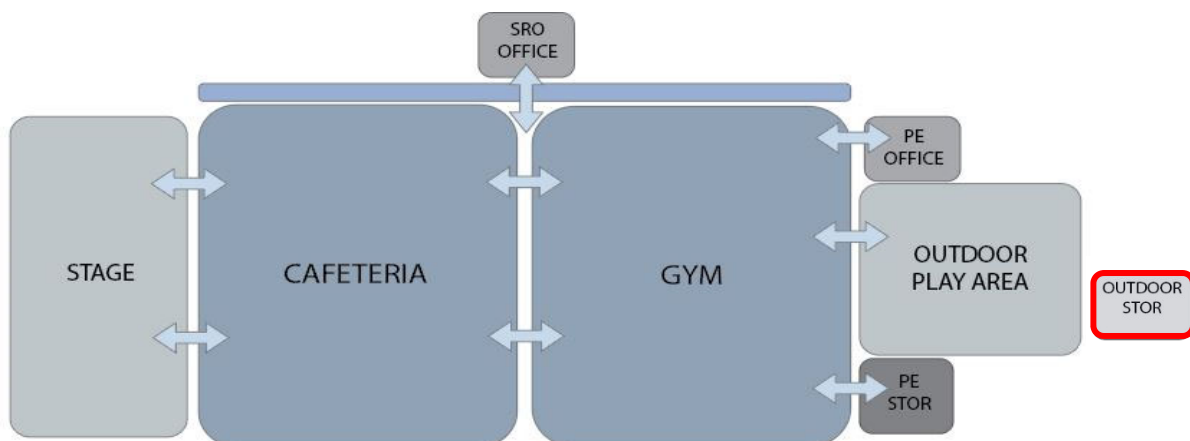 SRO
OFFICE
PE
OFFICE
STAGE
CAFETERIA
GYM
OUTDOOR
PLAY AREA
OUTDOOR
STOR
PE
STOR